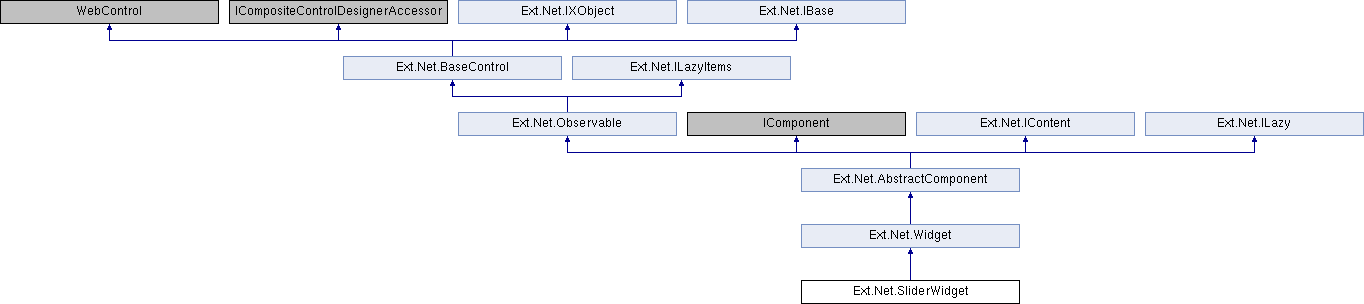 WebControl
ICompositeControlDesignerAccessor
Ext.Net.IXObject
Ext.Net.IBase
Ext.Net.BaseControl
Ext.Net.ILazyItems
Ext.Net.Observable
IComponent
Ext.Net.IContent
Ext.Net.ILazy
Ext.Net.AbstractComponent
Ext.Net.Widget
Ext.Net.SliderWidget